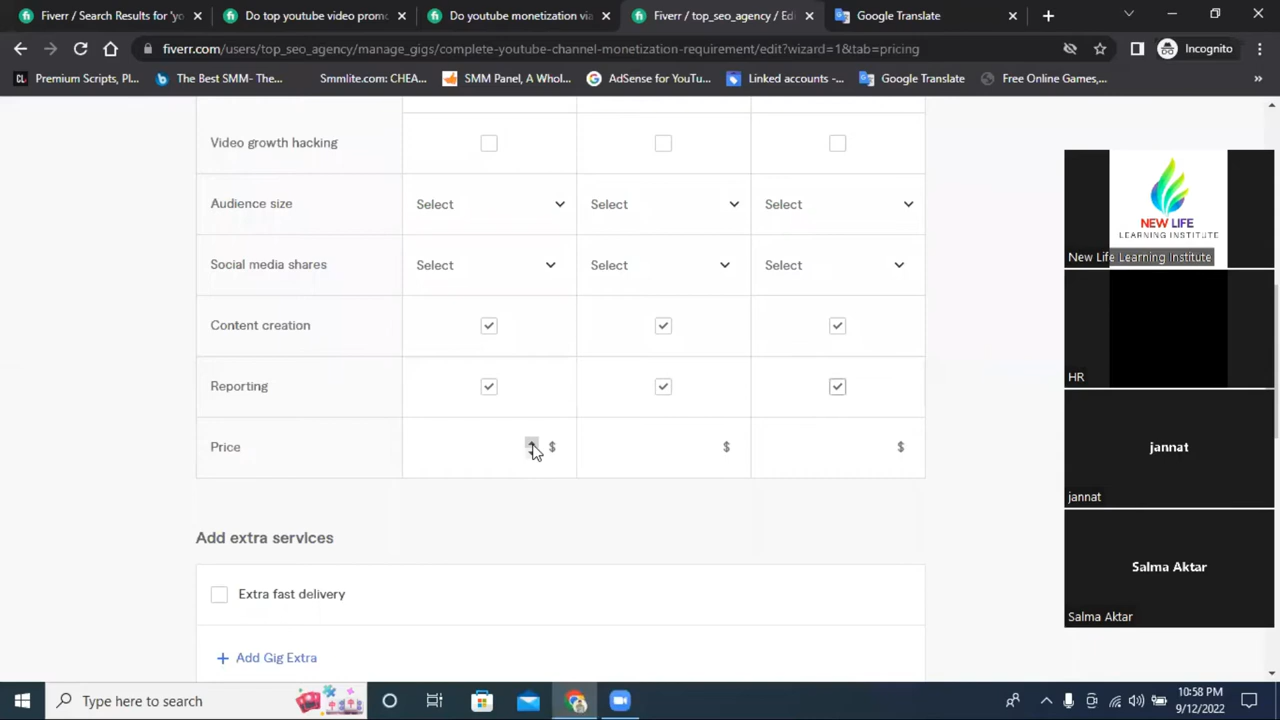 Fiverr / Search Results for 'yo
Do top youtube video promo
Do youtube monetization via
Fiverr / top_seo_agency / Edi
Google Translate
fiverr.com/users/top_seo_agency/manage_gigs/complete-youtube-channel-monetization-requirement/edit?wizard=1&tab=pricing
Incognito
Premium Scripts, Pl...
The Best SMM- The...
Smmlite.com: CHEA...
SMM Panel, A Whol...
AdSense for YouTu...
Linked accounts -...
Google Translate
Free Online Games,...
Video growth hacking
Audience size
Select
Select
Select
Social media shares
Select
Select
Select
Content creation
Reporting
Price
$
$
$
Add extra services
Extra fast delivery
+ Add Gig Extra
NEW LIFE
LEARNING INSTITUTE
New Life Learning Institute
HR
jannat
jannat
Salma Aktar
Salma Aktar
Type here to search
10:58 PM
9/12/2022